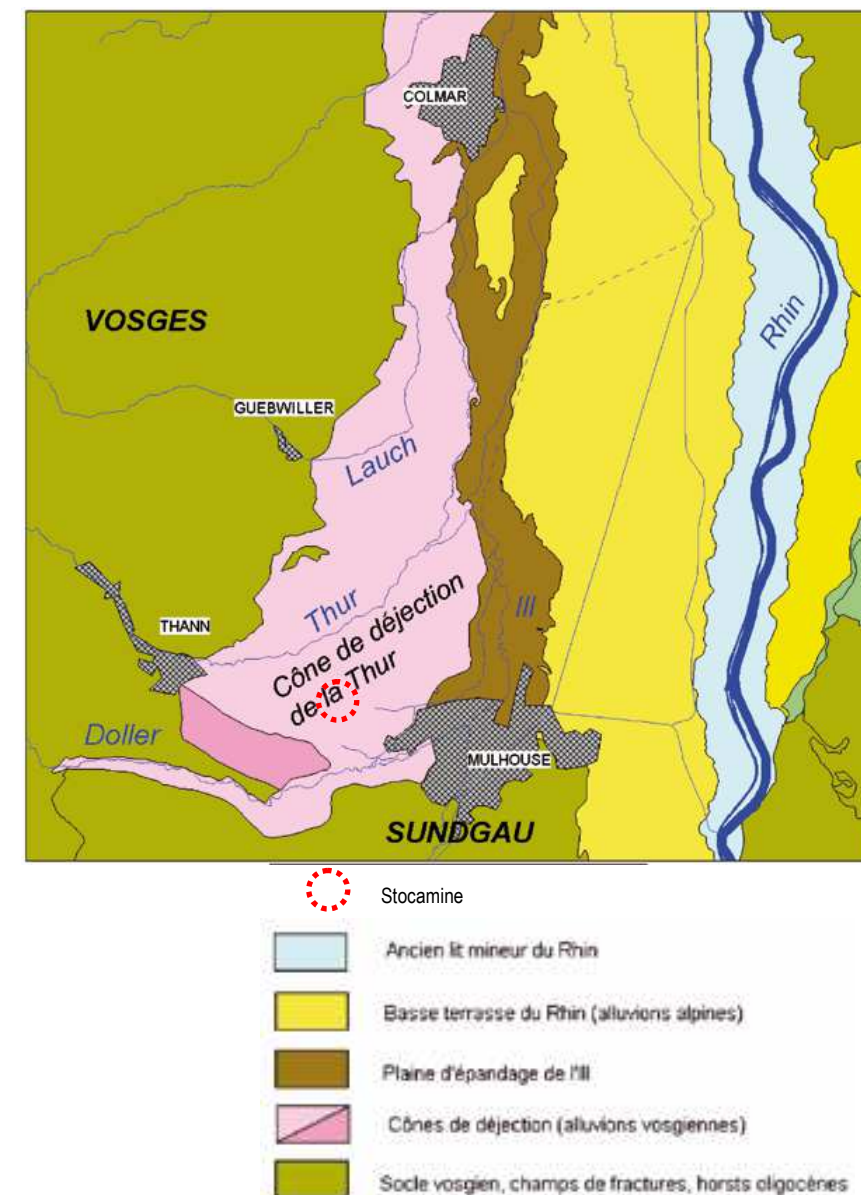 COLMAR
VOSGES
Rhin
GUEBWILLER
Lauch
Thur
Ill
THANN
Cône de déjection
de la Thur
Doller
MULHOUSE
SUNDGAU
Stocamine
Ancien lit mineur du Rhin
Basse terrasse du Rhin (alluvions alpines)
Plaine d'épandage de l'Ill
Cônes de déjection (alluvions vosgiennes)
Socle vosgien, champs de fractures, horsts oligocènes